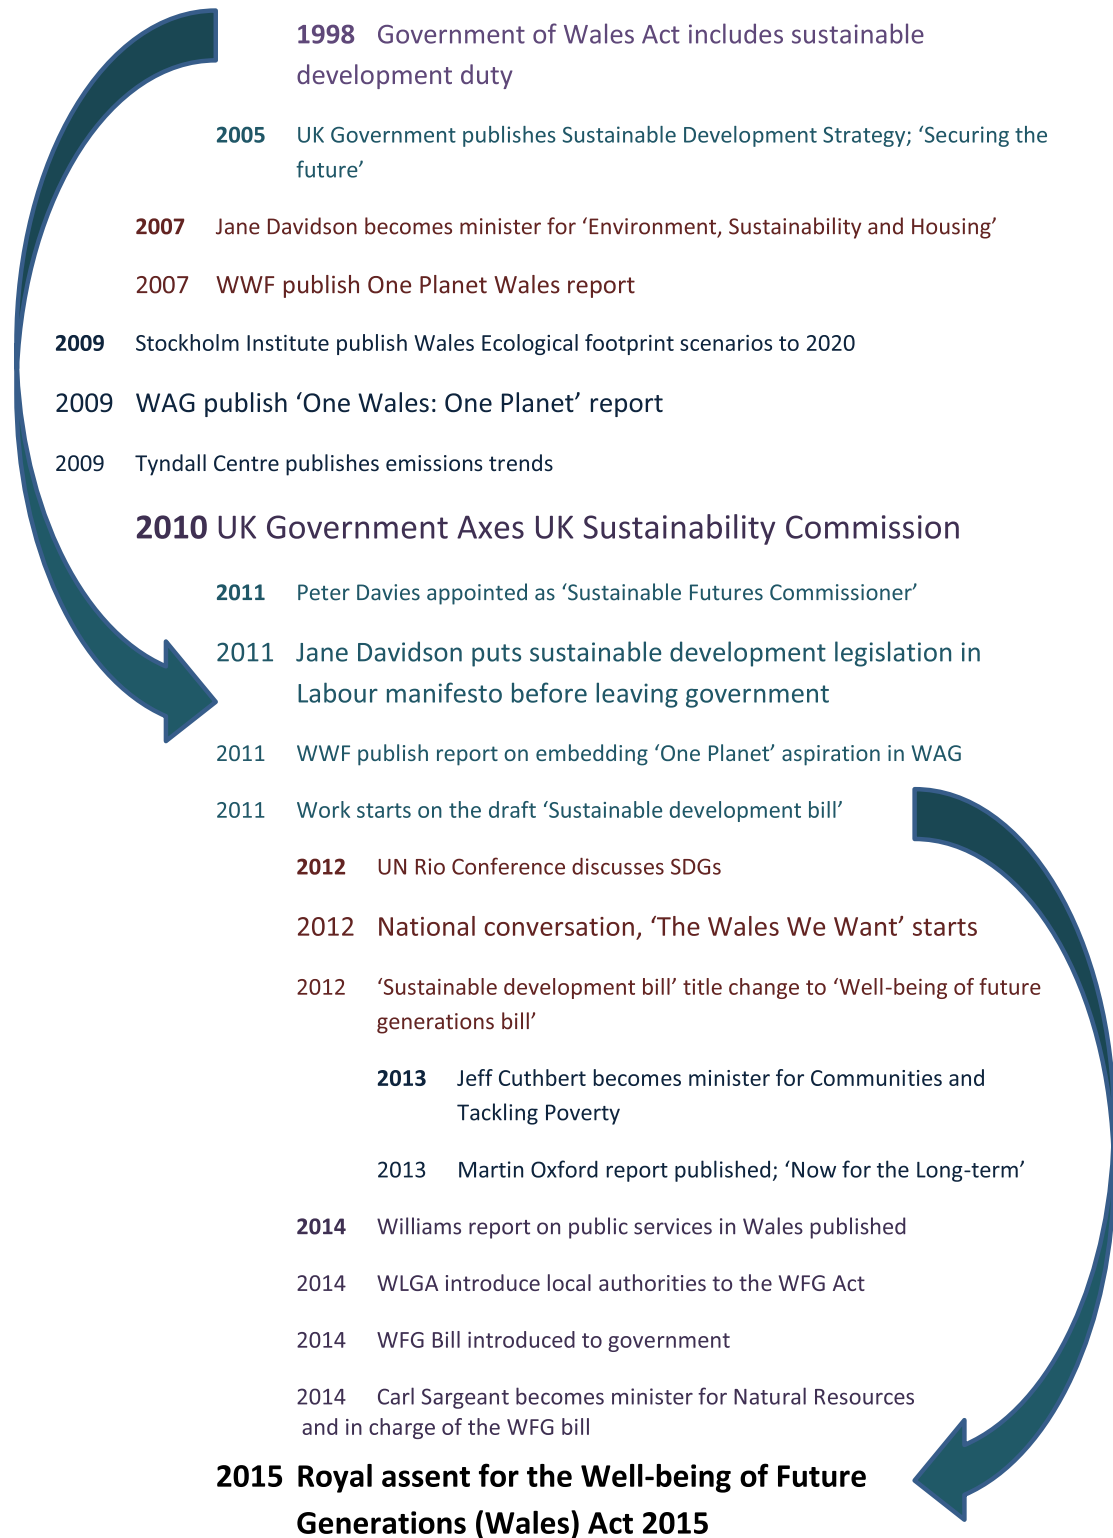 1998 Government of Wales Act includes sustainable
development duty
2005 UK Government publishes Sustainable Development Strategy; ‘Securing the
future’
2007 Jane Davidson becomes minister for ‘Environment, Sustainability and Housing’
2007 WWF publish One Planet Wales report
2009 Stockholm Institute publish Wales Ecological footprint scenarios to 2020
2009 WAG publish ‘One Wales: One Planet’ report
2009 Tyndall Centre publishes emissions trends
2010 UK Government Axes UK Sustainability Commission
2011 Peter Davies appointed as ‘Sustainable Futures Commissioner’
2011 Jane Davidson puts sustainable development legislation in
Labour manifesto before leaving government
2011 WWF publish report on embedding ‘One Planet’ aspiration in WAG
2011 Work starts on the draft ‘Sustainable development bill’
2012 UN Rio Conference discusses SDGs
2012 National conversation, ‘The Wales We Want’ starts
2012 ‘Sustainable development bill’ title change to ‘Well-being of future
generations bill’
2013 Jeff Cuthbert becomes minister for Communities and
Tackling Poverty
2013 Martin Oxford report published; ‘Now for the Long-term’
2014 Williams report on public services in Wales published
2014 WLGA introduce local authorities to the WFG Act
2014 WFG Bill introduced to government
2014 Carl Sargeant becomes minister for Natural Resources
and in charge of the WFG bill
2015 Royal assent for the Well-being of Future
Generations (Wales) Act 2015